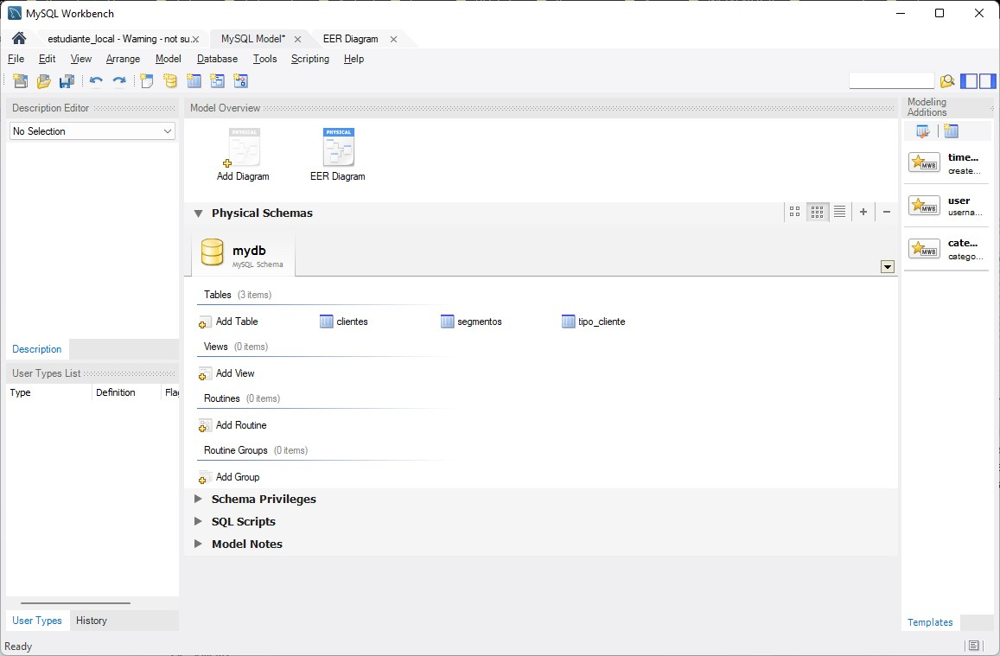 MySQL Workbench
estudiante_local - Warning - not su... MySQL Model* EER Diagram
File Edit View Arrange Model Database Tools Scripting Help
Description Editor
No Selection
Description
User Types List
Type Definition Flag
User Types History
Model Overview
PHYSICAL PHYSICAL
Add Diagram EER Diagram
Physical Schemas
mydb
MySQL Schema
Tables (3 items)
Add Table clientes segmentos tipo_cliente
Views (0 items)
Add View
Routines (0 items)
Add Routine
Routine Groups (0 items)
Add Group
Schema Privileges
SQL Scripts
Model Notes
Modeling
Additions
MWB time...
create...
MWB user
userna...
MWB cate...
catego...
Templates
Ready